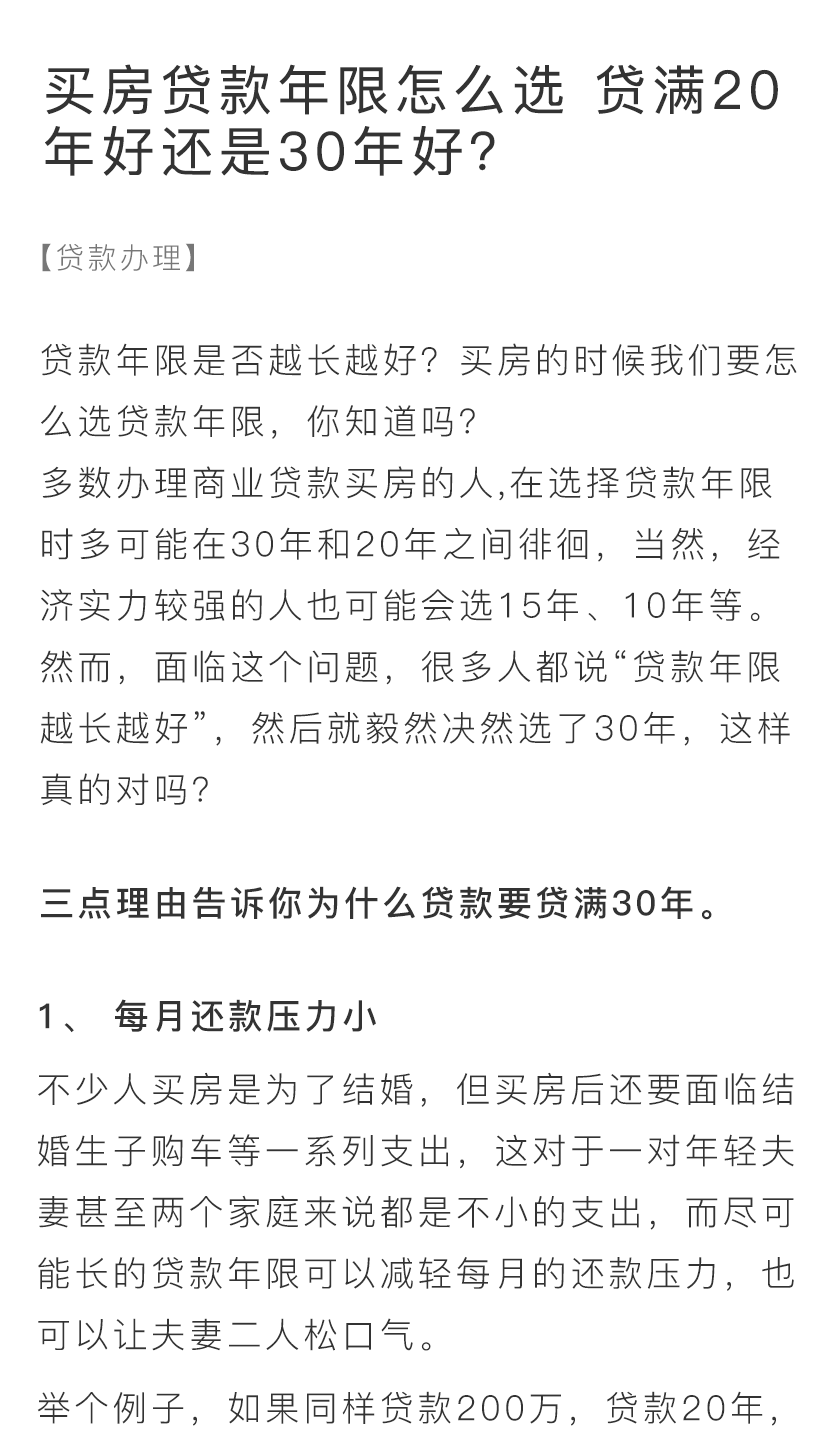 买房贷款年限怎么选 贷满20
年好还是30年好？
【贷款办理】
贷款年限是否越长越好？买房的时候我们要怎
么选贷款年限，你知道吗？
多数办理商业贷款买房的人,在选择贷款年限
时多可能在30年和20年之间徘徊，当然，经
济实力较强的人也可能会选15年、10年等。
然而，面临这个问题，很多人都说“贷款年限
越长越好”，然后就毅然决然选了30年，这样
真的对吗？
三点理由告诉你为什么贷款要贷满30年。
1、 每月还款压力小
不少人买房是为了结婚，但买房后还要面临结
婚生子购车等一系列支出，这对于一对年轻夫
妻甚至两个家庭来说都是不小的支出，而尽可
能长的贷款年限可以减轻每月的还款压力，也
可以让夫妻二人松口气。
举个例子，如果同样贷款200万，贷款20年，